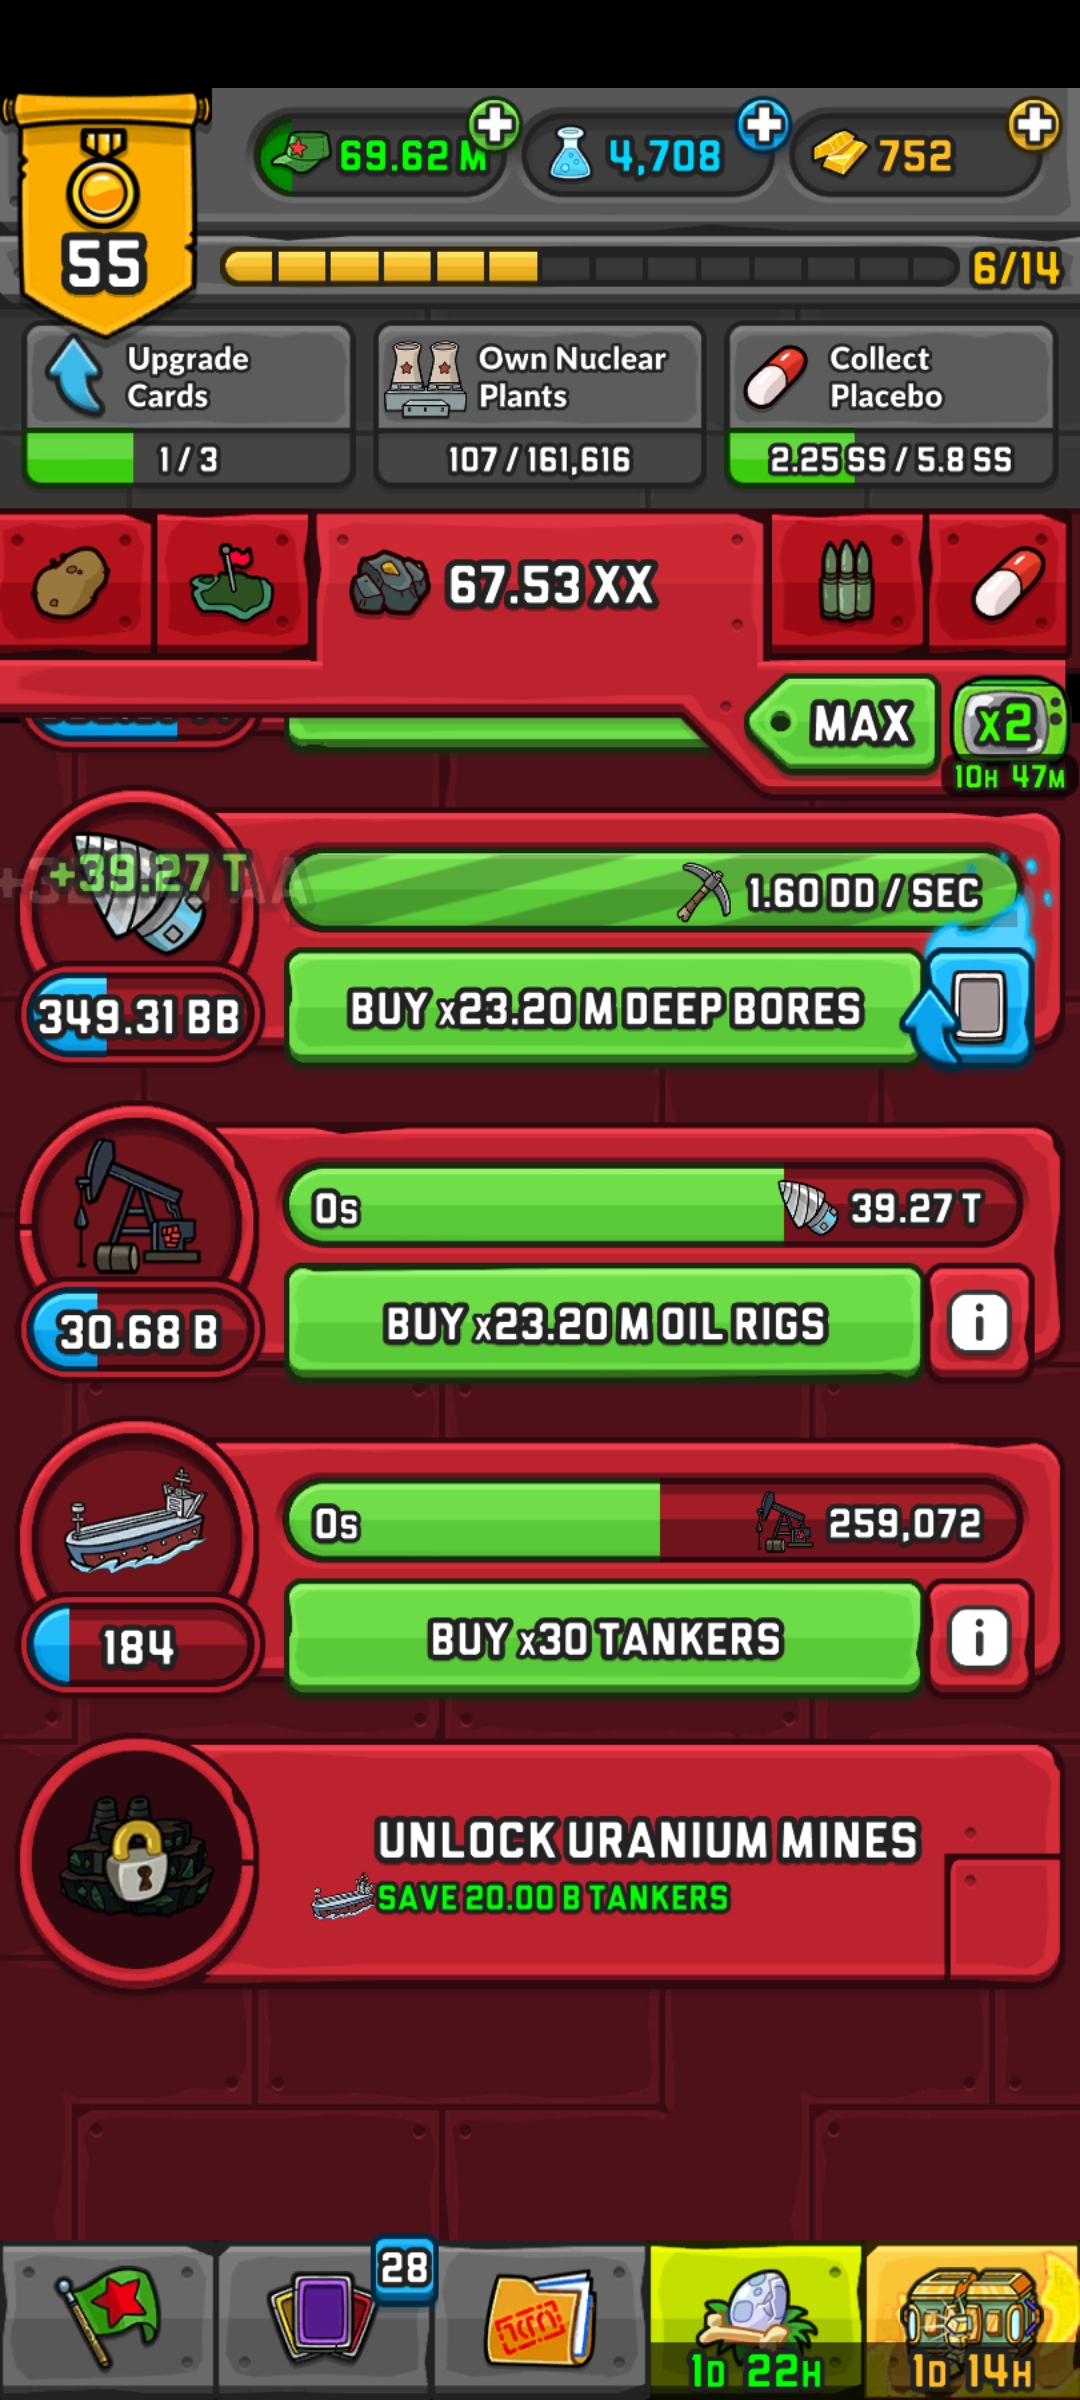 69.62 M
4,708
752
55
6/14
Upgrade
Cards
1 / 3
Own Nuclear
Plants
107 / 161,616
Collect
Placebo
2.25 SS / 5.8 SS
67.53 XX
MAX
x2
10H 47M
+39.27 T
1.60 DD / SEC
349.31 BB
BUY x23.20 M DEEP BORES
0s
39.27 T
30.68 B
BUY x23.20 M OIL RIGS
i
0s
259,072
184
BUY x30 TANKERS
i
UNLOCK URANIUM MINES
SAVE 20.00 B TANKERS
28
1D 22H
1D 14H